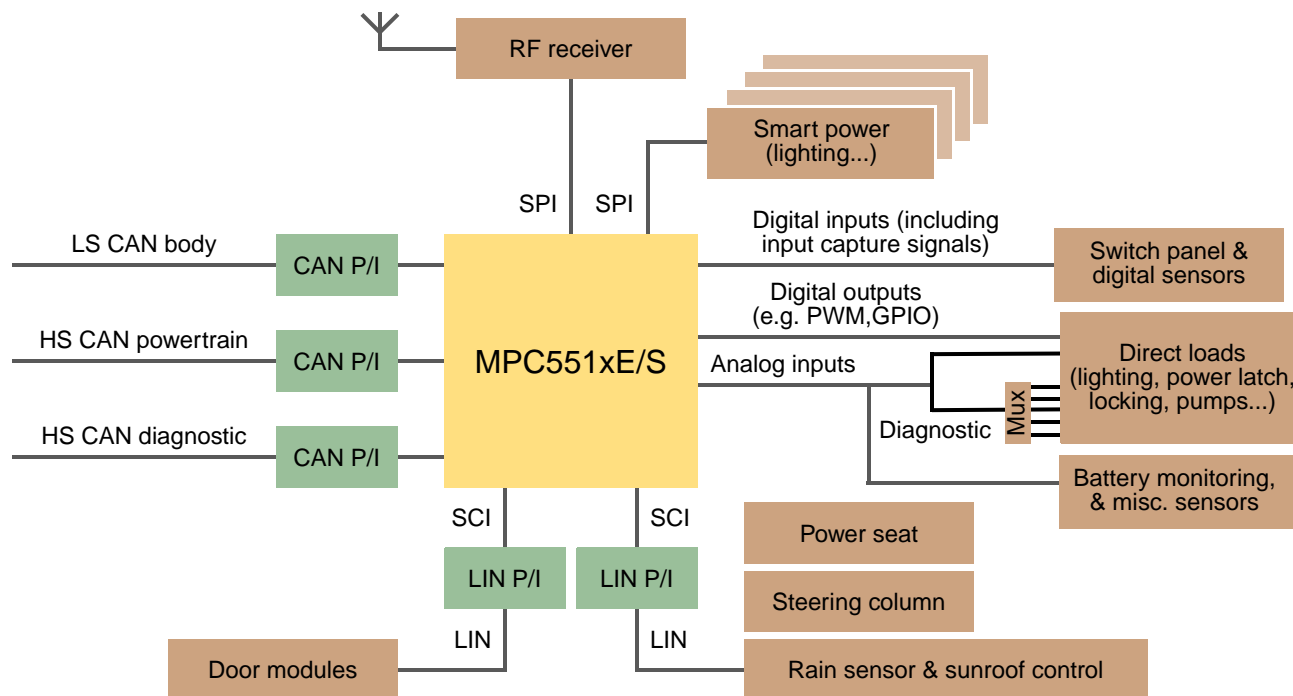 RF receiver
Smart power
(lighting...)
SPI
SPI
LS CAN body
CAN P/I
Digital inputs (including
input capture signals)
Switch panel &
digital sensors
HS CAN powertrain
CAN P/I
MPC551xE/S
Digital outputs
(e.g. PWM,GPIO)
Analog inputs
Direct loads
(lighting, power latch,
locking, pumps...)
Mux
Diagnostic
HS CAN diagnostic
CAN P/I
Battery monitoring,
& misc. sensors
SCI
SCI
Power seat
LIN P/I
LIN P/I
Steering column
LIN
LIN
Door modules
Rain sensor & sunroof control